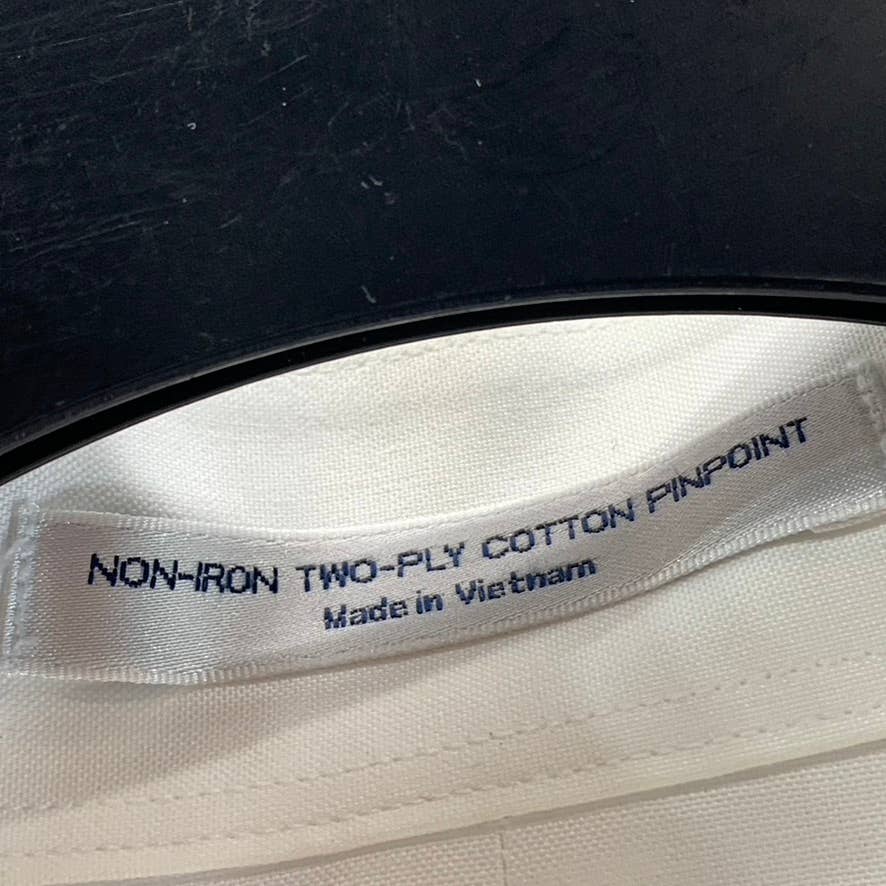 NON-IRON TWO-PLY COTTON PINPOINT
Made in Vietnam